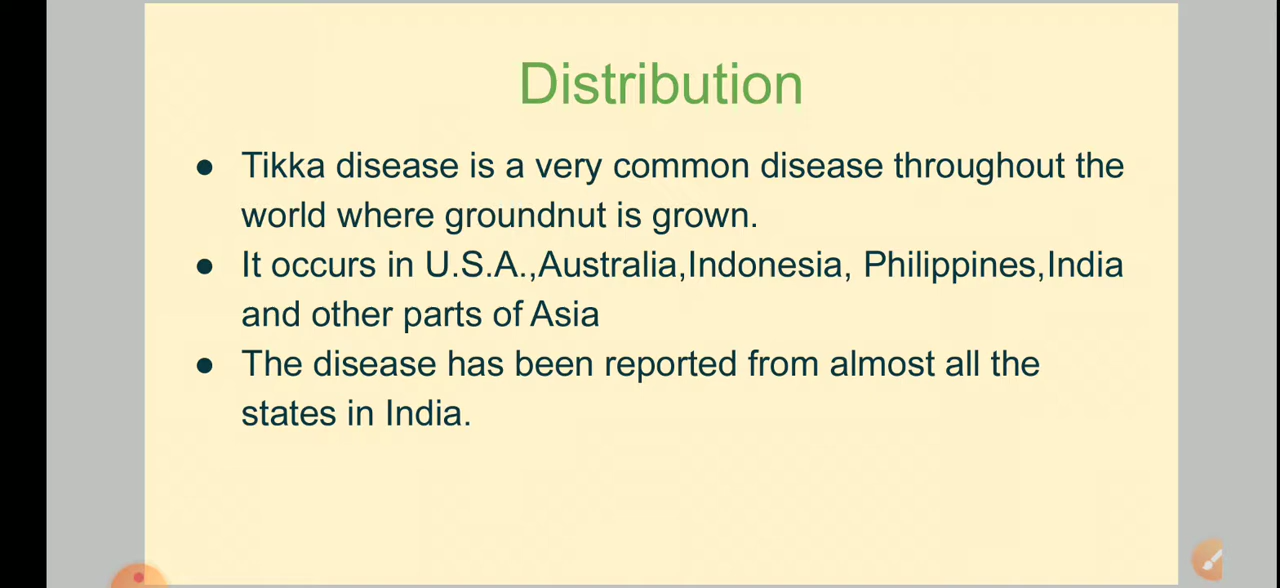 Distribution
● Tikka disease is a very common disease throughout the
world where groundnut is grown.
● It occurs in U.S.A.,Australia,Indonesia, Philippines,India
and other parts of Asia
● The disease has been reported from almost all the
states in India.